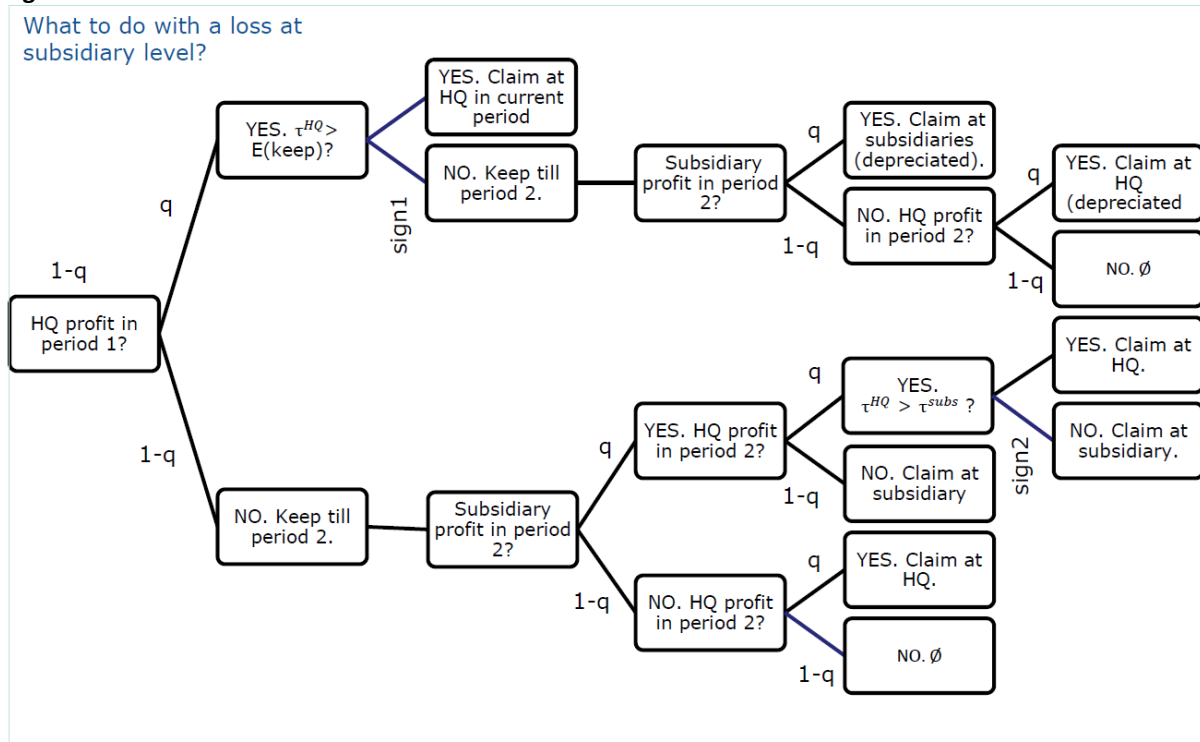 What to do with a loss at
subsidiary level?
YES. Claim at
HQ in current
period
YES. τ^HQ >
E(keep)?
q
YES. Claim at
subsidiaries
(depreciated).
NO. Keep till
period 2.
Subsidiary
profit in period
2?
q
YES. Claim at
HQ
(depreciated
q
sign1
NO. HQ profit
in period 2?
1-q
1-q
NO. Ø
1-q
HQ profit in
period 1?
YES. Claim at
HQ.
q
YES.
τ^HQ > τ^subs ?
YES. HQ profit
in period 2?
q
NO. Claim at
subsidiary.
sign2
1-q
NO. Claim at
subsidiary
1-q
NO. Keep till
period 2.
Subsidiary
profit in period
2?
q
YES. Claim at
HQ.
1-q
NO. HQ profit
in period 2?
NO. Ø
1-q